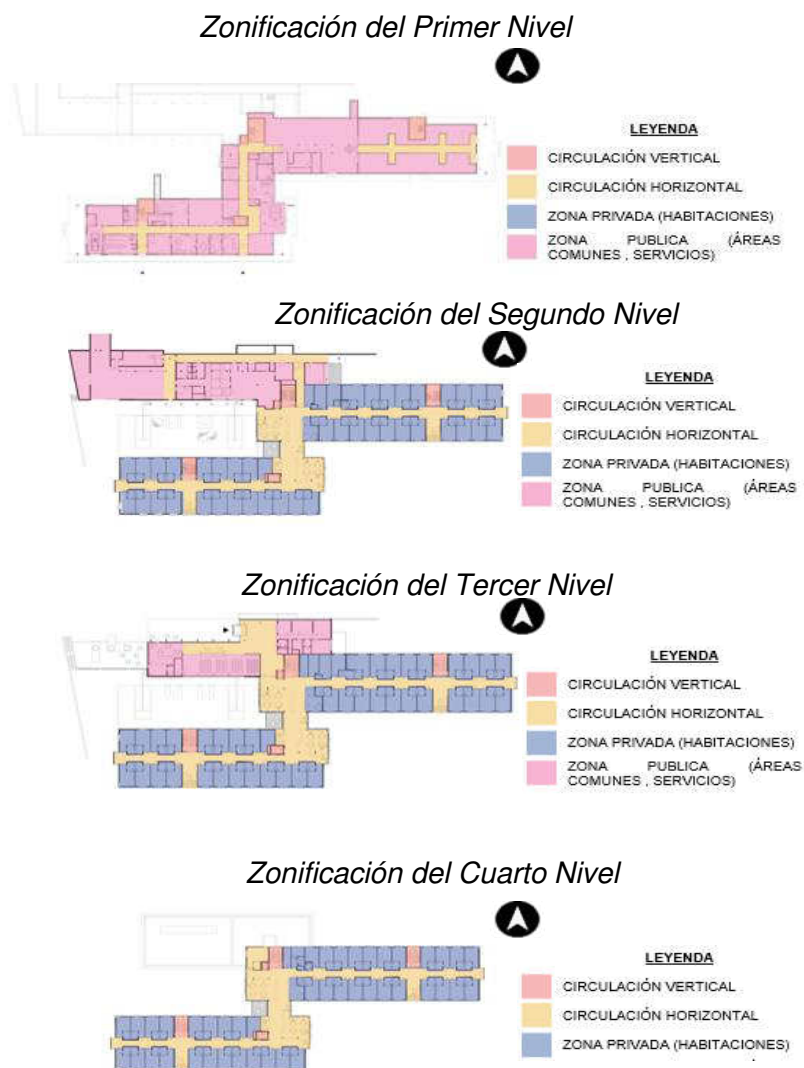 Zonificación del Primer Nivel
LEYENDA
CIRCULACIÓN VERTICAL
CIRCULACIÓN HORIZONTAL
ZONA PRIVADA (HABITACIONES)
ZONA PUBLICA (ÁREAS
COMUNES , SERVICIOS)
Zonificación del Segundo Nivel
LEYENDA
CIRCULACIÓN VERTICAL
CIRCULACIÓN HORIZONTAL
ZONA PRIVADA (HABITACIONES)
ZONA PUBLICA (ÁREAS
COMUNES , SERVICIOS)
Zonificación del Tercer Nivel
LEYENDA
CIRCULACIÓN VERTICAL
CIRCULACIÓN HORIZONTAL
ZONA PRIVADA (HABITACIONES)
ZONA PUBLICA (ÁREAS
COMUNES , SERVICIOS)
Zonificación del Cuarto Nivel
LEYENDA
CIRCULACIÓN VERTICAL
CIRCULACIÓN HORIZONTAL
ZONA PRIVADA (HABITACIONES)